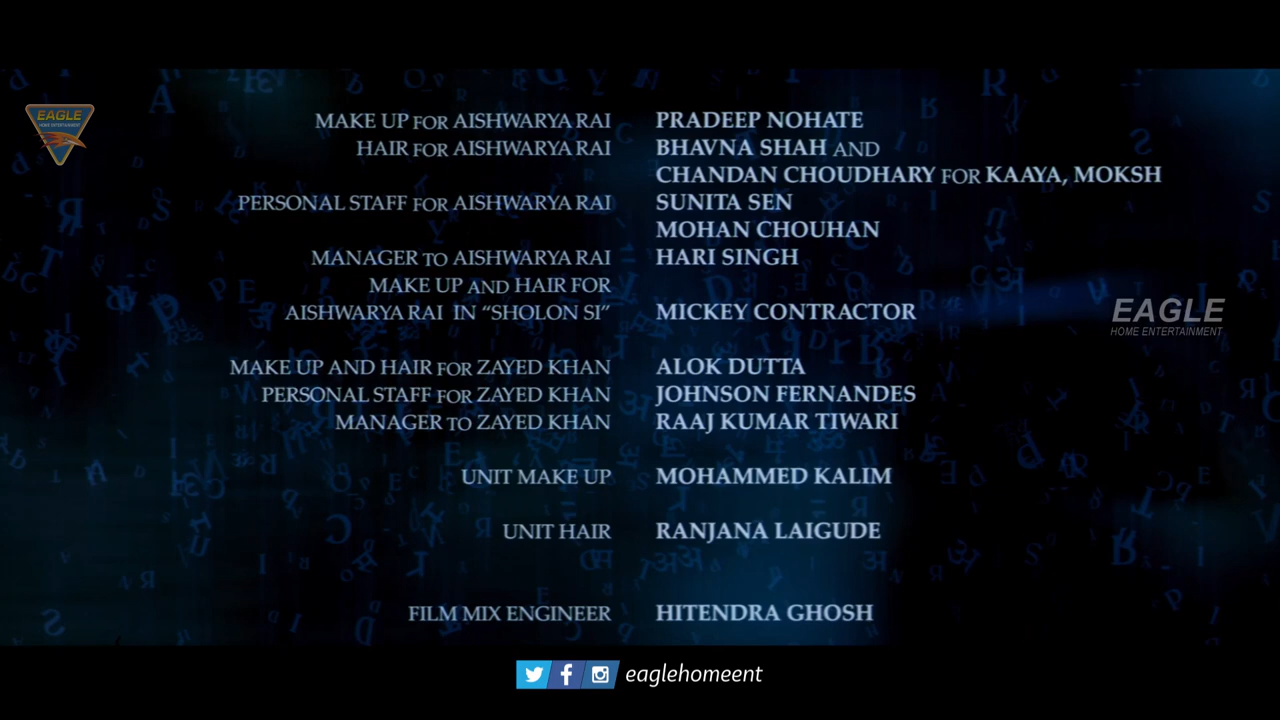 EAGLE
HOME ENTERTAINMENT
MAKE UP FOR AISHWARYA RAI PRADEEP NOHATE
HAIR FOR AISHWARYA RAI BHAVNA SHAH AND
CHANDAN CHOUDHARY FOR KAAYA, MOKSH
PERSONAL STAFF FOR AISHWARYA RAI SUNITA SEN
MOHAN CHOUHAN
MANAGER TO AISHWARYA RAI HARI SINGH
MAKE UP AND HAIR FOR
AISHWARYA RAI IN “SHOLON SI” MICKEY CONTRACTOR
EAGLE
HOME ENTERTAINMENT
MAKE UP AND HAIR FOR ZAYED KHAN ALOK DUTTA
PERSONAL STAFF FOR ZAYED KHAN JOHNSON FERNANDES
MANAGER TO ZAYED KHAN RAAJ KUMAR TIWARI
UNIT MAKE UP MOHAMMED KALIM
UNIT HAIR RANJANA LAIGUDE
FILM MIX ENGINEER HITENDRA GHOSH
eaglehomeent